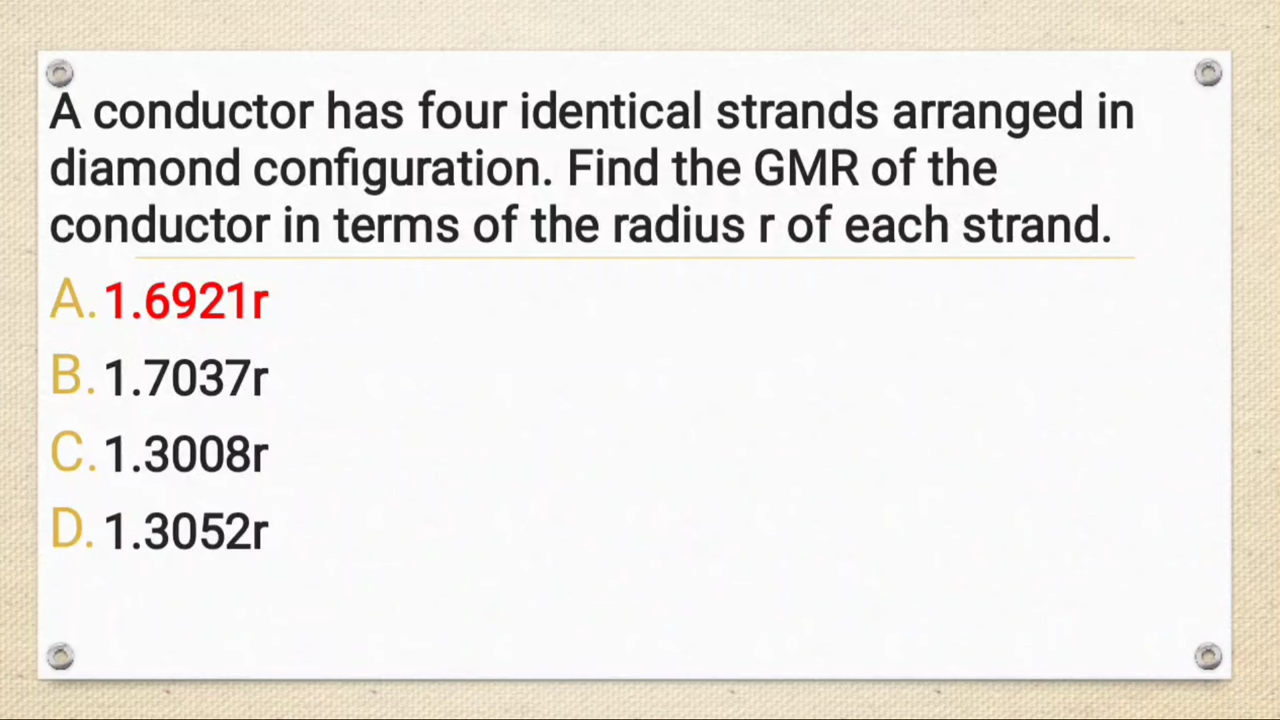 A conductor has four identical strands arranged in
diamond configuration. Find the GMR of the
conductor in terms of the radius r of each strand.
A. 1.6921r
B. 1.7037r
C. 1.3008r
D. 1.3052r